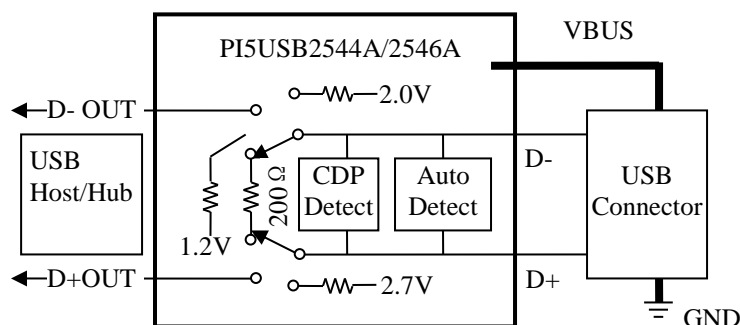 PI5USB2544A/2546A
VBUS
D- OUT
2.0V
USB
Host/Hub
200Ω
CDP
Detect
Auto
Detect
D-
USB
Connector
1.2V
D+OUT
2.7V
D+
GND